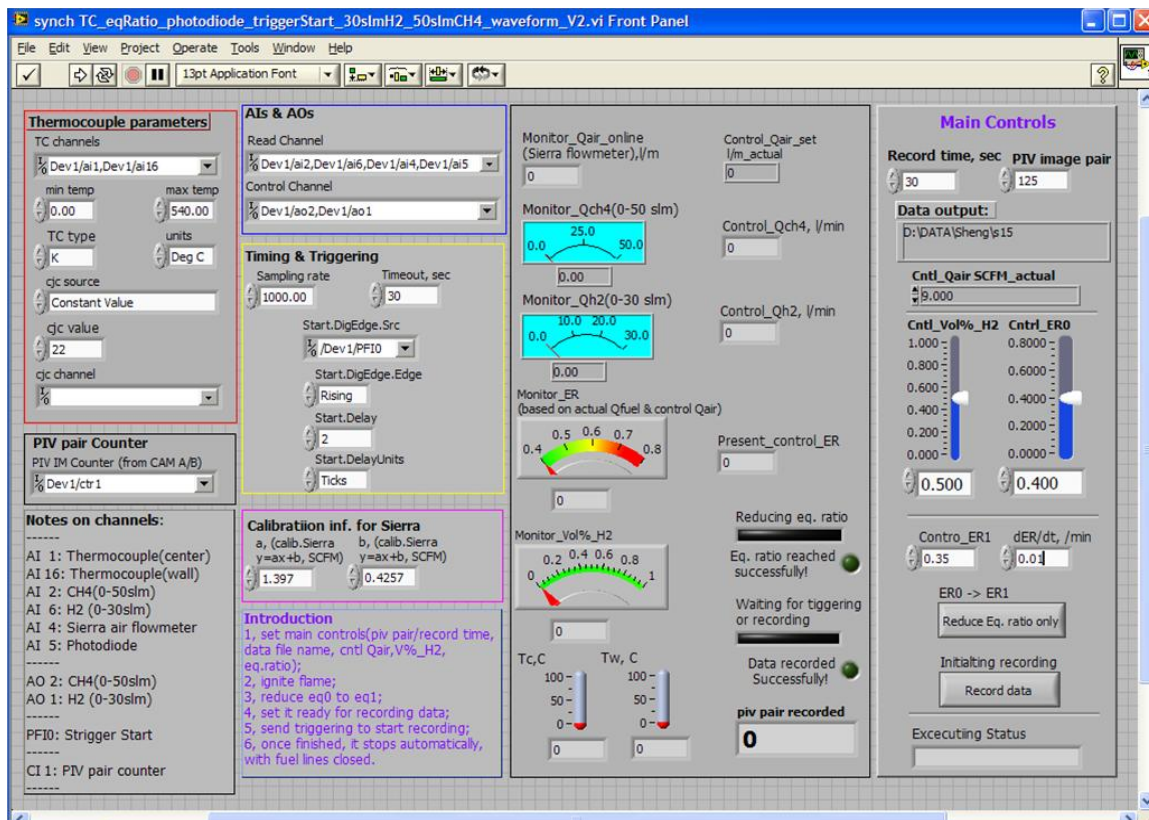 synch TC_eqRatio_photodiode_triggerStart_30slmH2_50slmCH4_waveform_V2.vi Front Panel
File Edit View Project Operate Tools Window Help
13pt Application Font
Thermocouple parameters
TC channels
Dev1/ai1,Dev1/ai16
min temp max temp
0.00 540.00
TC type units
K Deg C
cjc source
Constant Value
cjc value
22
cjc channel
PIV pair Counter
PIV IM Counter (from CAM A/B)
Dev1/ctr1
Notes on channels:
------
AI 1: Thermocouple(center)
AI 16: Thermocouple(wall)
AI 2: CH4(0-50slm)
AI 6: H2 (0-30slm)
AI 4: Sierra air flowmeter
AI 5: Photodiode
------
AO 2: CH4(0-50slm)
AO 1: H2 (0-30slm)
------
PFI0: Strigger Start
------
CI 1: PIV pair counter
------
AIs & AOs
Read Channel
Dev1/ai2,Dev1/ai6,Dev1/ai4,Dev1/ai5
Control Channel
Dev1/ao2,Dev1/ao1
Timing & Triggering
Sampling rate Timeout, sec
1000.00 30
Start.DigEdge.Src
/Dev1/PFI0
Start.DigEdge.Edge
Rising
Start.Delay
2
Start.DelayUnits
Ticks
Calibratiion inf. for Sierra
a, (calib.Sierra b, (calib.Sierra
y=ax+b, SCFM) y=ax+b, SCFM)
1.397 0.4257
Introduction
1, set main controls(piv pair/record time,
data file name, cntl Qair,V%_H2,
eq.ratio);
2, ignite flame;
3, reduce eq0 to eq1;
4, set it ready for recording data;
5, send triggering to start recording;
6, once finished, it stops automatically,
with fuel lines closed.
Monitor_Qair_online
(Sierra flowmeter),l/m
0
Control_Qair_set
l/m_actual
0
Monitor_Qch4(0-50 slm)
0.0 25.0 50.0
0.00
Control_Qch4, l/min
0
Monitor_Qh2(0-30 slm)
0.0 10.0 20.0 30.0
0.00
Control_Qh2, l/min
0
Monitor_ER
(based on actual Qfuel & control Qair)
0.4 0.5 0.6 0.7 0.8
0
Present_control_ER
0
Monitor_Vol%_H2
0 0.2 0.4 0.6 0.8 1
0
Reducing eq. ratio
Eq. ratio reached
successfully!
Waiting for tiggering
or recording
Data recorded
Successfully!
Tc,C Tw, C
100 100
50 50
0 0
0 0
piv pair recorded
0
Main Controls
Record time, sec PIV image pair
30 125
Data output:
D:\DATA\Sheng\s15
Cntl_Qair SCFM_actual
9.000
Cntl_Vol%_H2 Cntrl_ER0
1.000 0.8000
0.800 0.6000
0.600
0.400 0.4000
0.200 0.2000
0.000 0.0000
0.500 0.400
Contro_ER1 dER/dt, /min
0.35 0.01
ER0 -> ER1
Reduce Eq. ratio only
Initialting recording
Record data
Excecuting Status